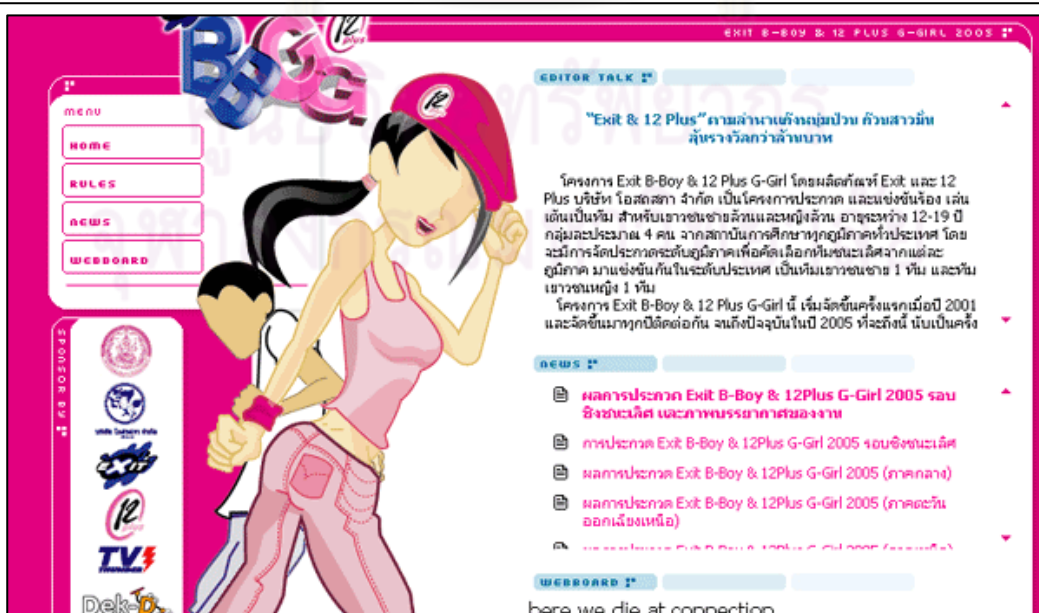 BB GG
12 plus
EXIT B-BOY & 12 PLUS G-GIRL 2005
MENU
HOME
RULES
NEWS
WEBBOARD
SPONSOR BY
EXIT
12 plus
TV THUNDER
Dek-D
EDITOR TALK
"Exit & 12 Plus" ตามล่าหาแก๊งหนุ่มป่วน ก๊วนสาวมั่น
ลุ้นรางวัลกว่าล้านบาท
โครงการ Exit B-Boy & 12 Plus G-Girl โดยผลิตภัณฑ์ Exit และ 12
Plus บริษัท โอสถสภา จำกัด เป็นโครงการประกวด และแข่งขันร้อง เล่น
เต้นเป็นทีม สำหรับเยาวชนชายล้วนและหญิงล้วน อายุระหว่าง 12-19 ปี
กลุ่มละประมาณ 4 คน จากสถาบันการศึกษาทุกภูมิภาคทั่วประเทศ โดย
จะมีการจัดประกวดระดับภูมิภาคเพื่อคัดเลือกทีมชนะเลิศจากแต่ละ
ภูมิภาค มาแข่งขันกันในระดับประเทศ เป็นทีมเยาวชนชาย 1 ทีม และทีม
เยาวชนหญิง 1 ทีม
โครงการ Exit B-Boy & 12 Plus G-Girl นี้ เริ่มจัดขึ้นครั้งแรกเมื่อปี 2001
และจัดขึ้นมาทุกปีติดต่อกัน จนถึงปัจจุบันในปี 2005 ที่จะถึงนี้ นับเป็นครั้ง
NEWS
ผลการประกวด Exit B-Boy & 12Plus G-Girl 2005 รอบ
ชิงชนะเลิศ และภาพบรรยากาศของงาน
การประกวด Exit B-Boy & 12Plus G-Girl 2005 รอบชิงชนะเลิศ
ผลการประกวด Exit B-Boy & 12Plus G-Girl 2005 (ภาคกลาง)
ผลการประกวด Exit B-Boy & 12Plus G-Girl 2005 (ภาคตะวัน
ออกเฉียงเหนือ)
WEBBOARD
here we die at connection